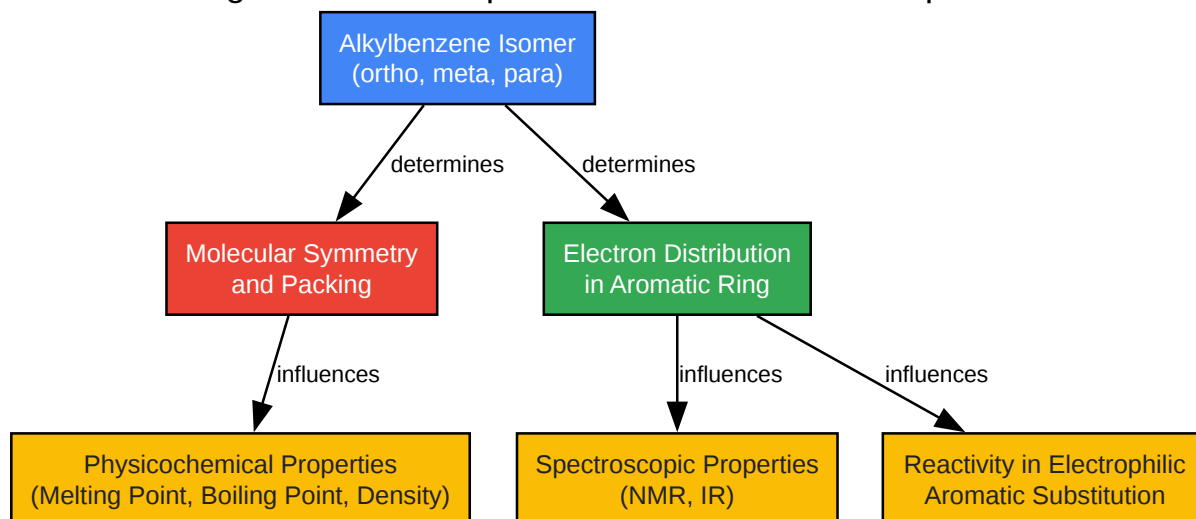 Alkylbenzene Isomer
(ortho, meta, para)
determines
determines
Molecular Symmetry
and Packing
Electron Distribution
in Aromatic Ring
influences
influences
influences
Physicochemical Properties
(Melting Point, Boiling Point, Density)
Spectroscopic Properties
(NMR, IR)
Reactivity in Electrophilic
Aromatic Substitution